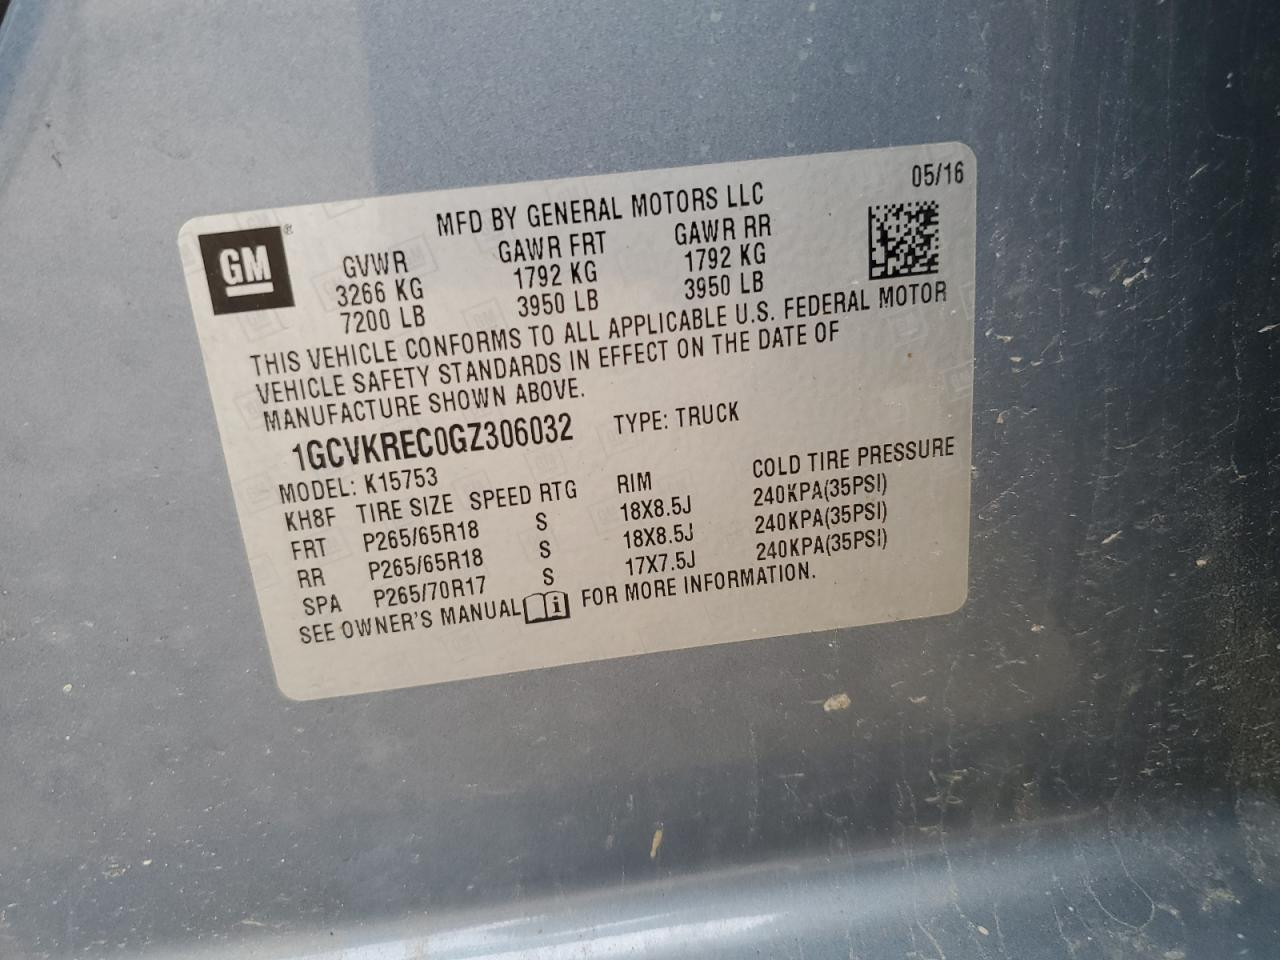 05/16
MFD BY GENERAL MOTORS LLC
GM®
GVWR GAWR FRT GAWR RR
3266 KG 1792 KG 1792 KG
7200 LB 3950 LB 3950 LB
THIS VEHICLE CONFORMS TO ALL APPLICABLE U.S. FEDERAL MOTOR
VEHICLE SAFETY STANDARDS IN EFFECT ON THE DATE OF
MANUFACTURE SHOWN ABOVE.
1GCVKREC0GZ306032 TYPE: TRUCK
MODEL: K15753
KH8F TIRE SIZE SPEED RTG RIM COLD TIRE PRESSURE
FRT P265/65R18 S 18X8.5J 240KPA(35PSI)
RR P265/65R18 S 18X8.5J 240KPA(35PSI)
SPA P265/70R17 S 17X7.5J 240KPA(35PSI)
SEE OWNER'S MANUAL i FOR MORE INFORMATION.